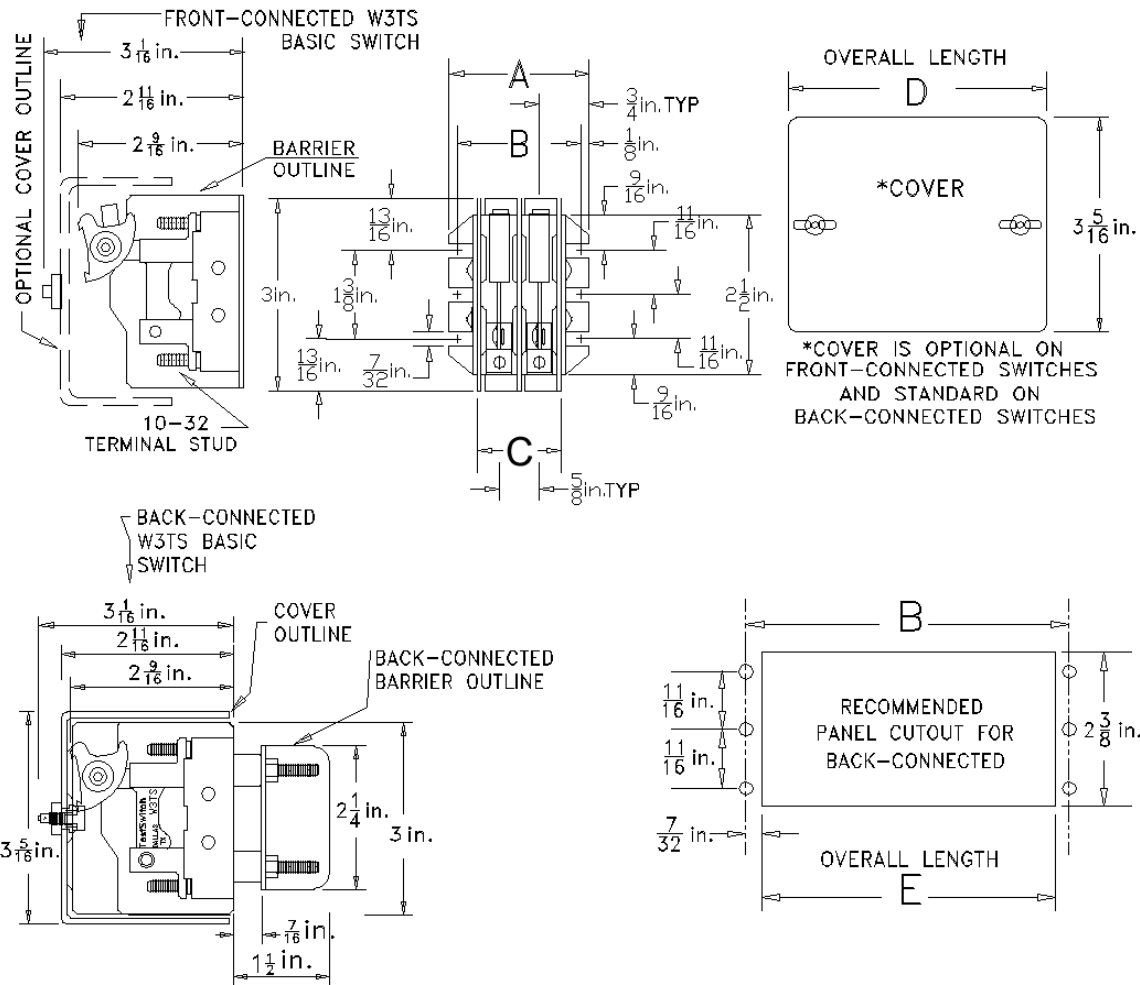 FRONT-CONNECTED W3TS
BASIC SWITCH
3 1/16 in.
2 11/16 in.
2 9/16 in.
OPTIONAL COVER OUTLINE
BARRIER
OUTLINE
10-32
TERMINAL STUD
A
3/4 in. TYP
B
1/8 in.
9/16 in.
13/16 in.
11/16 in.
3in.
1 3/8 in.
2 1/2 in.
13/16 in.
7/32 in.
11/16 in.
9/16 in.
C
5/8 in.TYP
OVERALL LENGTH
D
*COVER
3 5/16 in.
*COVER IS OPTIONAL ON
FRONT-CONNECTED SWITCHES
AND STANDARD ON
BACK-CONNECTED SWITCHES
BACK-CONNECTED
W3TS BASIC
SWITCH
3 1/16 in.
2 11/16 in.
2 9/16 in.
COVER
OUTLINE
BACK-CONNECTED
BARRIER OUTLINE
TestSwitch
DALLAS W3TS
TX
3 5/16 in.
2 1/4 in.
3 in.
7/16 in.
1 1/2 in.
B
11/16 in.
11/16 in.
RECOMMENDED
PANEL CUTOUT FOR
BACK-CONNECTED
2 3/8 in.
7/32 in.
OVERALL LENGTH
E